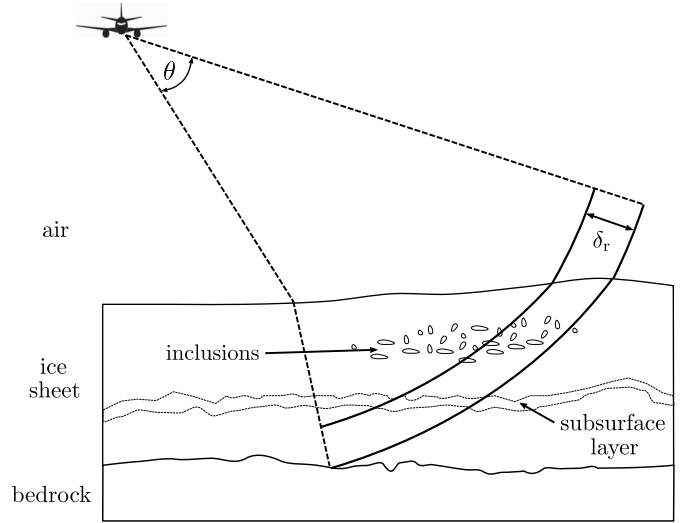 θ
air
δr
inclusions
ice
sheet
subsurface
layer
bedrock